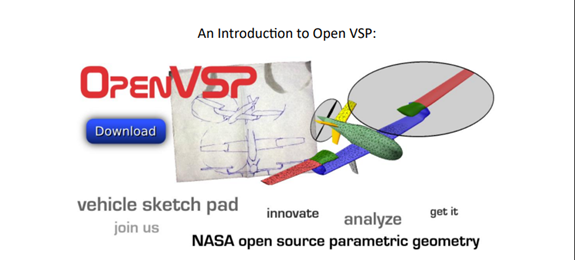 An Introduction to Open VSP:
OPENVSP
Download
vehicle sketch pad
innovate
analyze
get it
join us
NASA open source parametric geometry